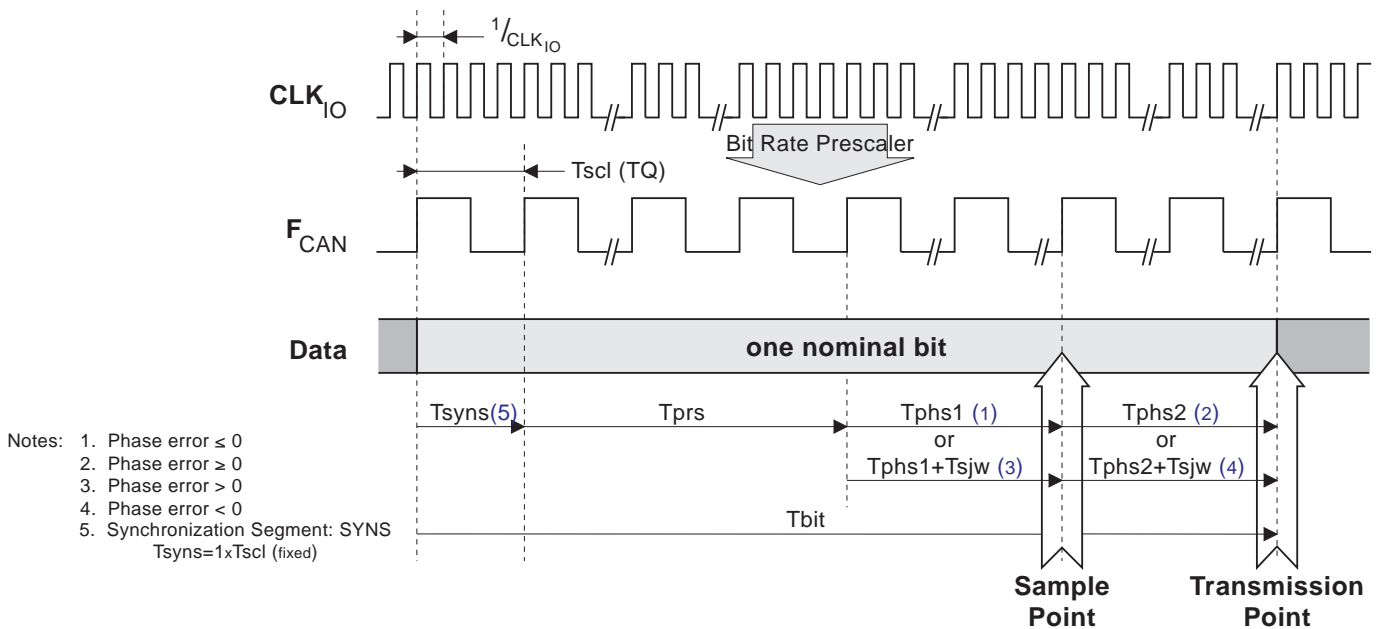 1/CLKIO
CLKIO
Bit Rate Prescaler
Tscl (TQ)
FCAN
Data
one nominal bit
Tsyns(5)
Tprs
Tphs1 (1)
Tphs2 (2)
or
or
Tphs1+Tsjw (3)
Tphs2+Tsjw (4)
Notes: 1. Phase error ≤ 0
2. Phase error ≥ 0
3. Phase error > 0
4. Phase error < 0
5. Synchronization Segment: SYNS
Tsyns=1xTscl (fixed)
Tbit
Sample
Point
Transmission
Point